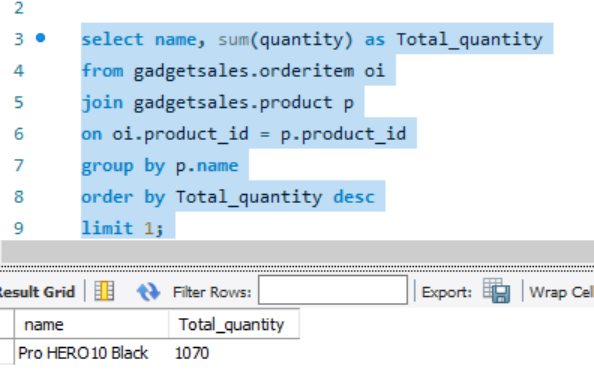 2
3 select name, sum(quantity) as Total_quantity
4 from gadgetsales.orderitem oi
5 join gadgetsales.product p
6 on oi.product_id = p.product_id
7 group by p.name
8 order by Total_quantity desc
9 limit 1;
Result Grid Filter Rows: Export: Wrap Cel
name Total_quantity
Pro HERO10 Black 1070